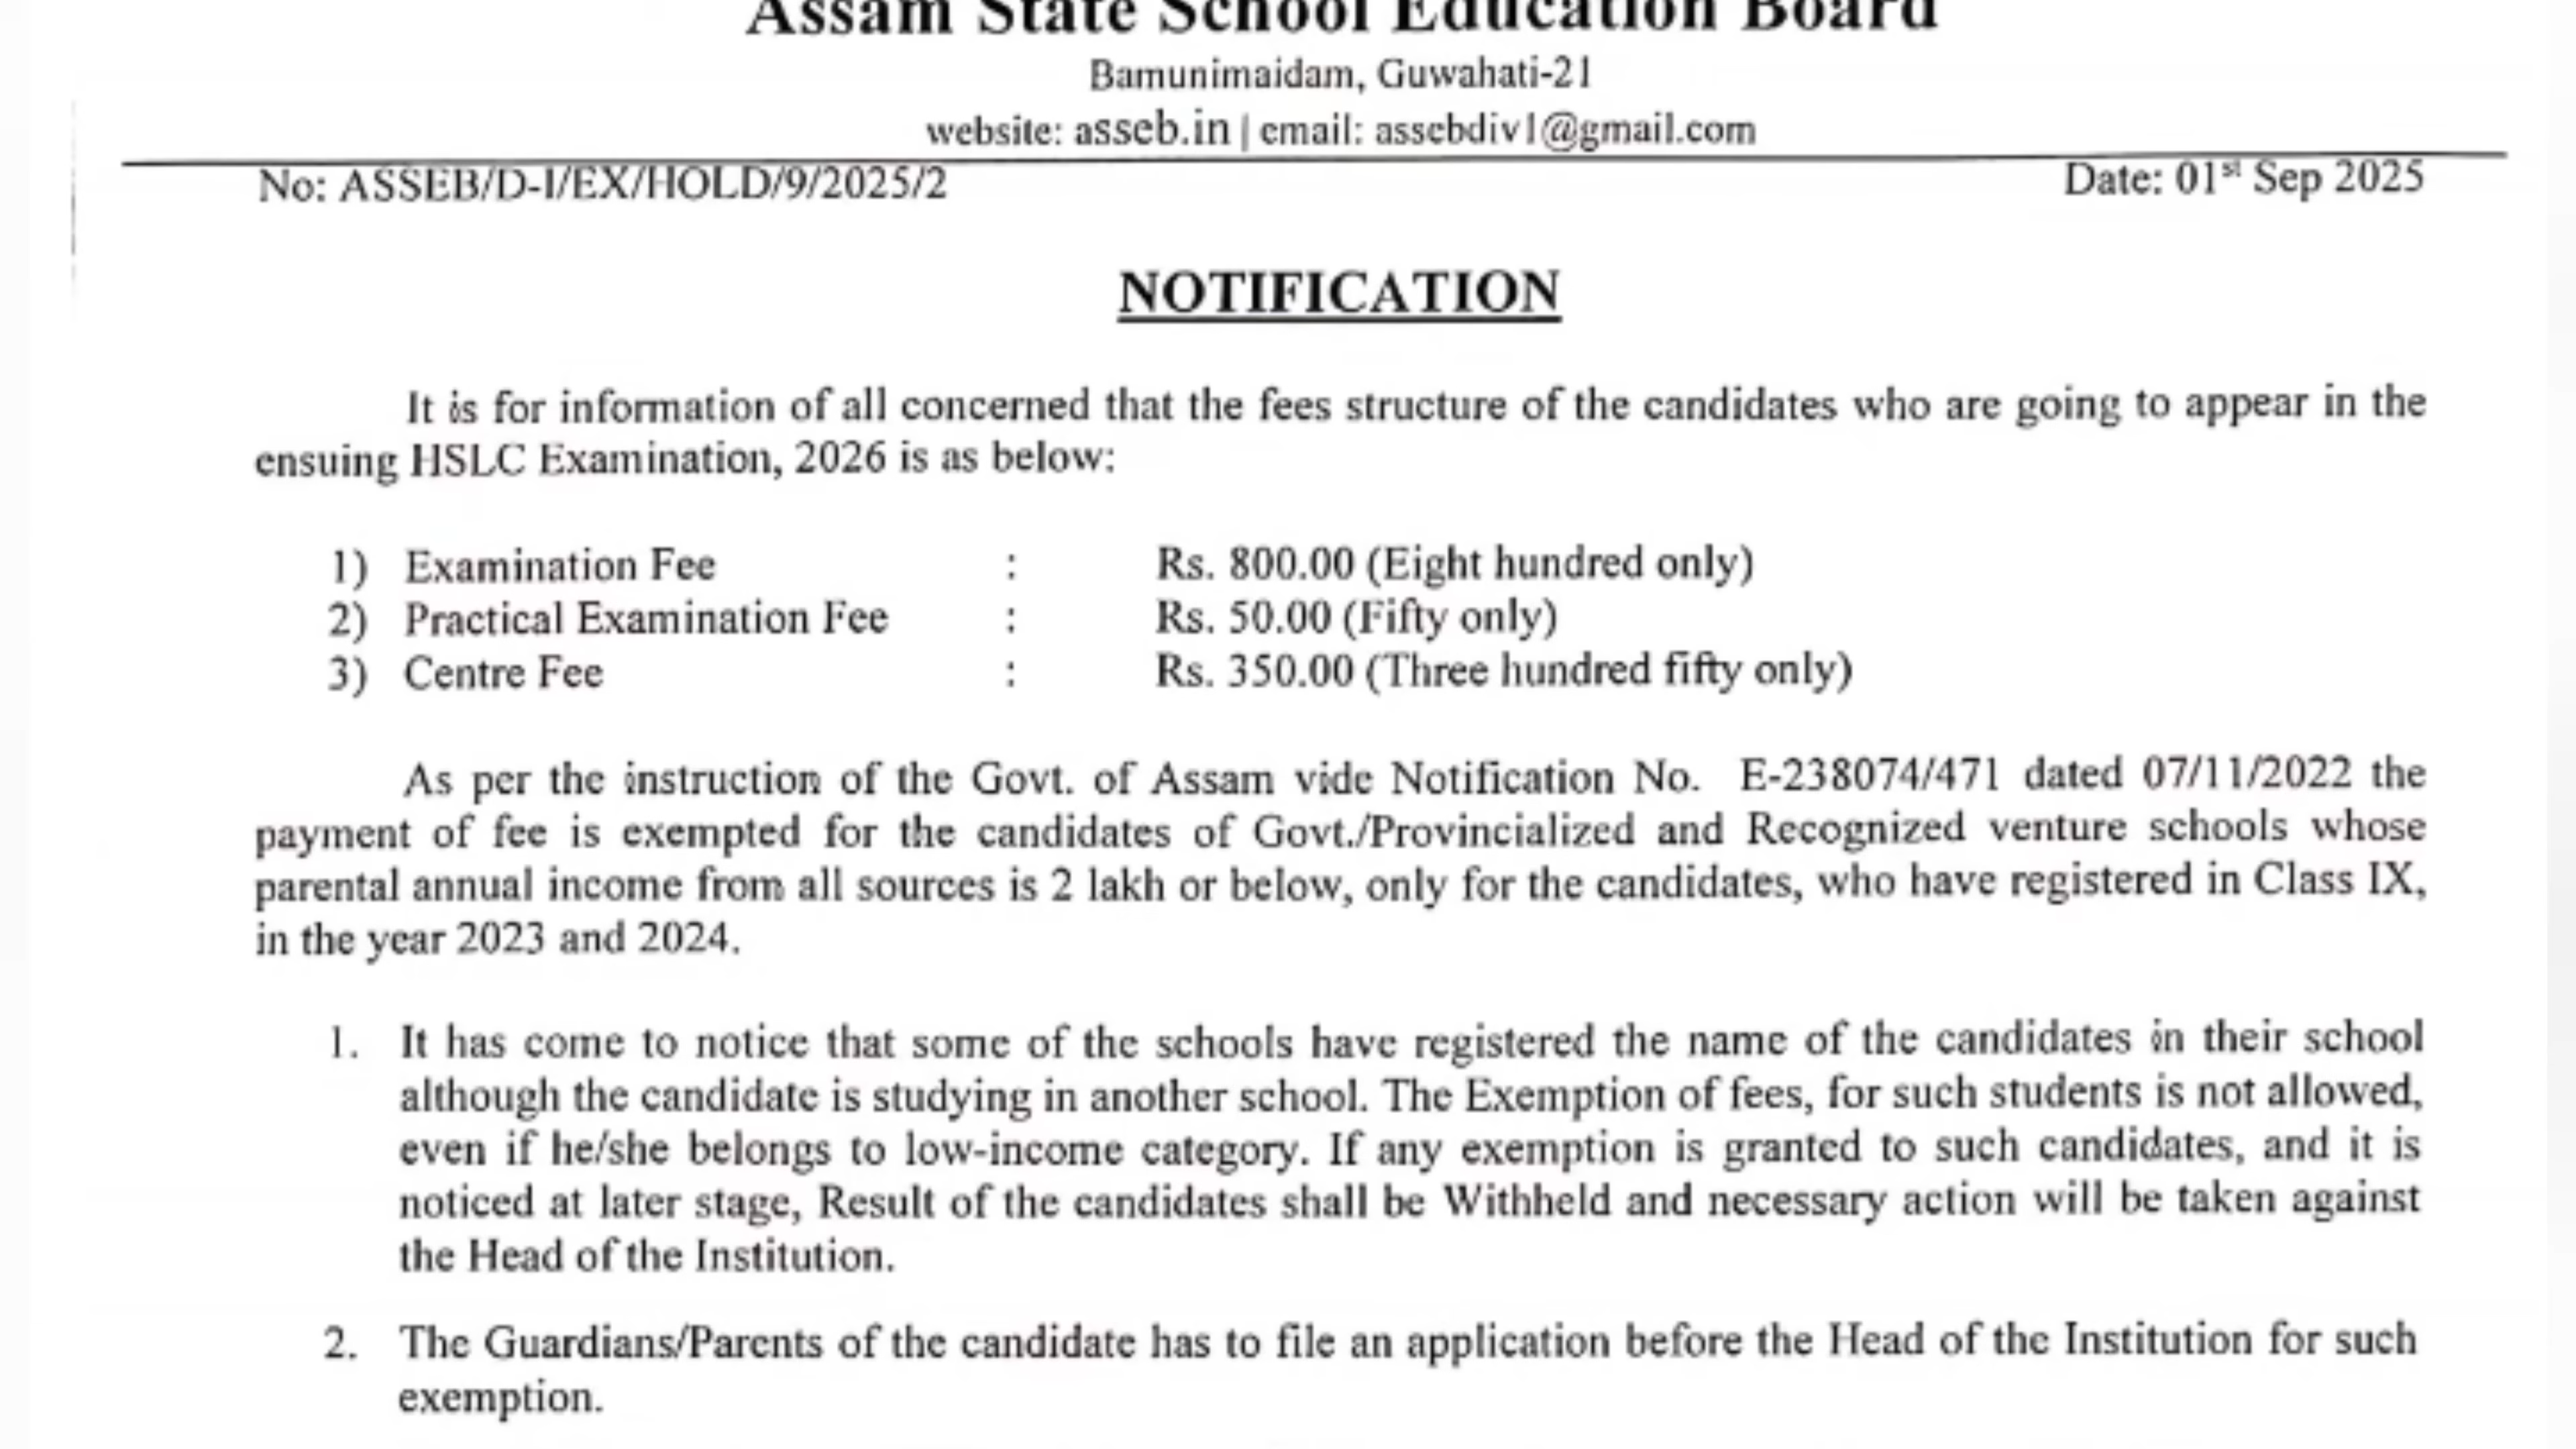 Assam State School Education Board
Bamunimaidam, Guwahati-21
website: asseb.in | email: assebdiv1@gmail.com
No: ASSEB/D-I/EX/HOLD/9/2025/2
Date: 01st Sep 2025
NOTIFICATION
It is for information of all concerned that the fees structure of the candidates who are going to appear in the
ensuing HSLC Examination, 2026 is as below:
1) Examination Fee : Rs. 800.00 (Eight hundred only)
2) Practical Examination Fee : Rs. 50.00 (Fifty only)
3) Centre Fee : Rs. 350.00 (Three hundred fifty only)
As per the instruction of the Govt. of Assam vide Notification No. E-238074/471 dated 07/11/2022 the
payment of fee is exempted for the candidates of Govt./Provincialized and Recognized venture schools whose
parental annual income from all sources is 2 lakh or below, only for the candidates, who have registered in Class IX,
in the year 2023 and 2024.
1. It has come to notice that some of the schools have registered the name of the candidates in their school
although the candidate is studying in another school. The Exemption of fees, for such students is not allowed,
even if he/she belongs to low-income category. If any exemption is granted to such candidates, and it is
noticed at later stage, Result of the candidates shall be Withheld and necessary action will be taken against
the Head of the Institution.
2. The Guardians/Parents of the candidate has to file an application before the Head of the Institution for such
exemption.